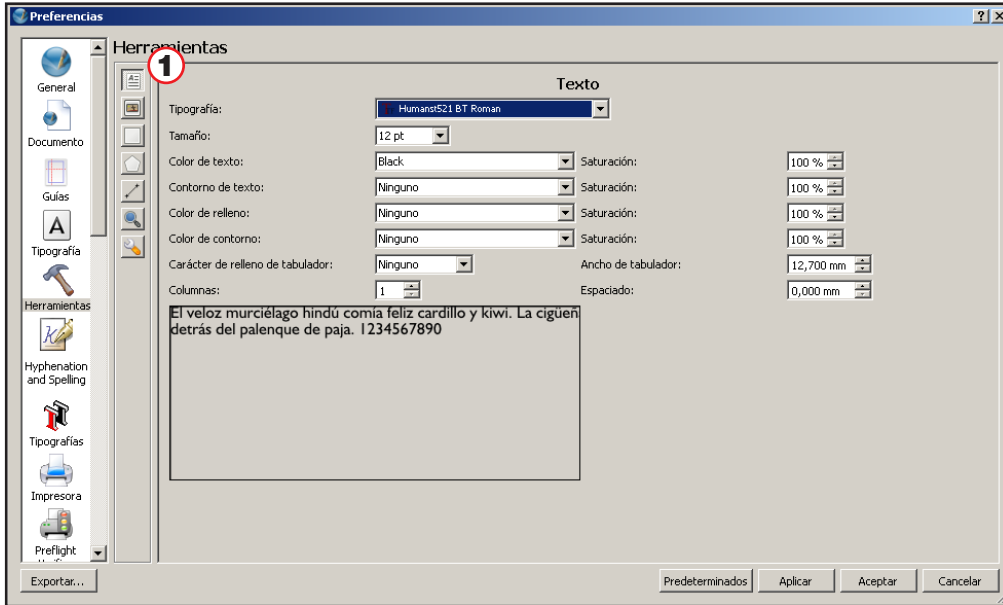 Preferencias
Herramientas
1
General
Documento
Guías
Tipografía
Herramientas
Hyphenation
and Spelling
Tipografías
Impresora
Preflight
Texto
Tipografía: Humanst521 BT Roman
Tamaño: 12 pt
Color de texto: Black Saturación: 100 %
Contorno de texto: Ninguno Saturación: 100 %
Color de relleno: Ninguno Saturación: 100 %
Color de contorno: Ninguno Saturación: 100 %
Carácter de relleno de tabulador: Ninguno Ancho de tabulador: 12,700 mm
Columnas: 1 Espaciado: 0,000 mm
El veloz murciélago hindú comía feliz cardillo y kiwi. La cigüeñ
detrás del palenque de paja. 1234567890
Exportar... Predeterminados Aplicar Aceptar Cancelar